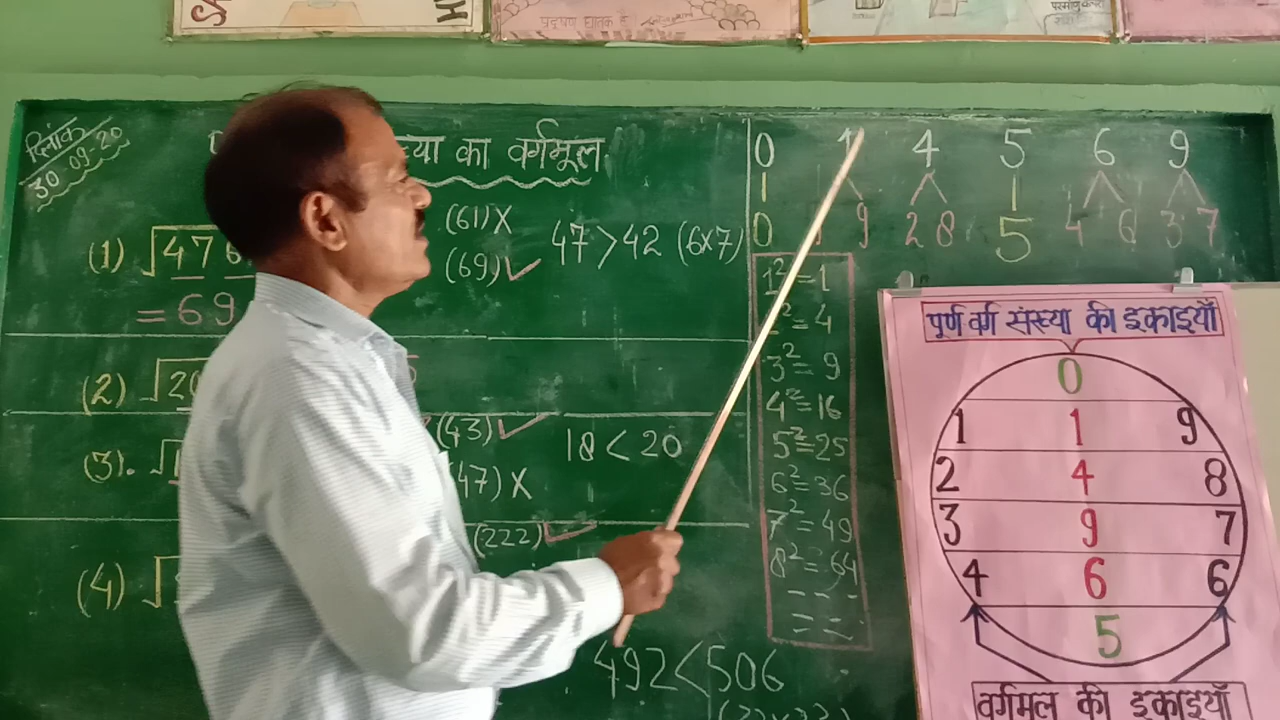 प्रदूषण घातक है
दिनांक
30-09-20
या का वर्गमूल
(1) √476
(61)X
(69)✓
47>42 (6x7)
= 69
(2) √20
(3). √
(43)✓
(47) X
18<20
(4) √
(222)✓
492<506
0 1 4 5 6 9
0 1 9 2 8 5 4 6 3 7
1²=1
2²=4
3²=9
4²=16
5²=25
6²=36
7²=49
8²=64
पूर्ण वर्ग संख्या की इकाइयाँ
0
1 1 9
2 4 8
3 9 7
4 6 6
5
वर्गमूल की इकाइयाँ